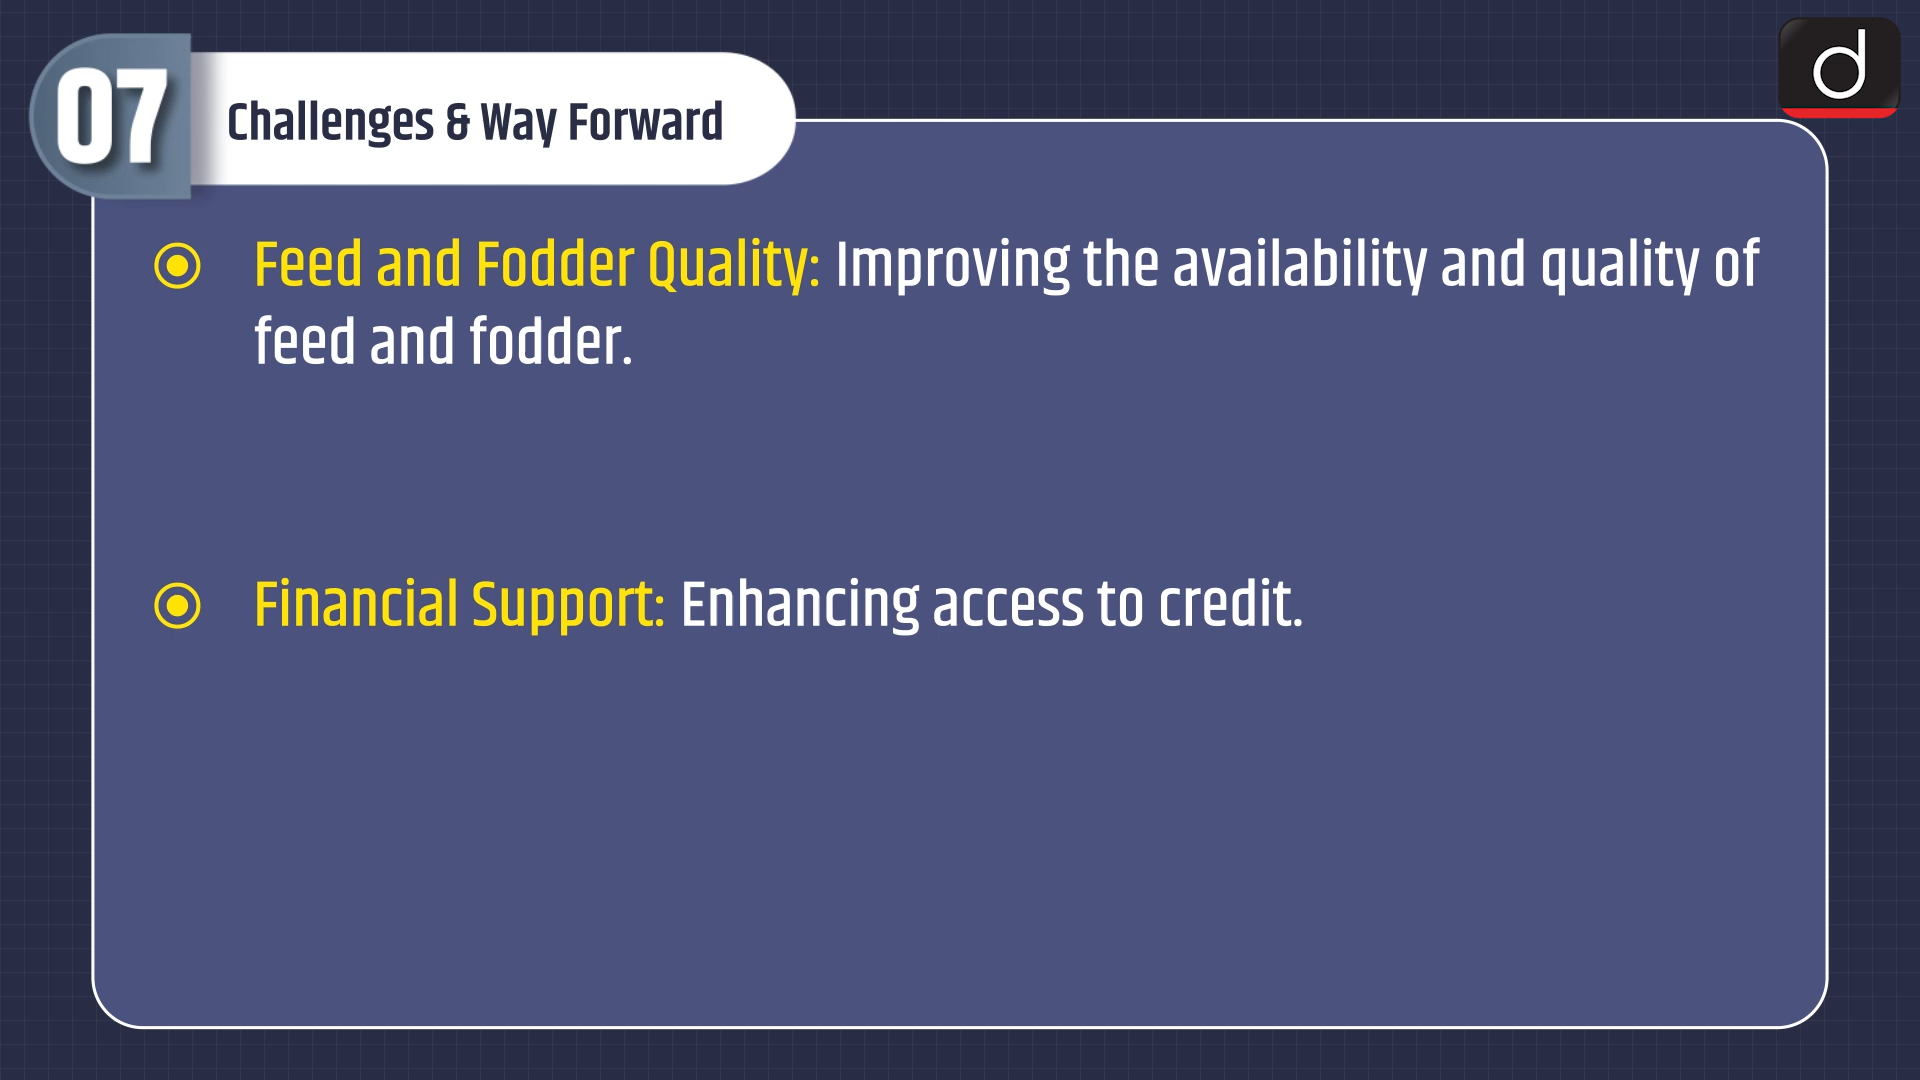 07
Challenges & Way Forward
d
Feed and Fodder Quality: Improving the availability and quality of
feed and fodder.
Financial Support: Enhancing access to credit.